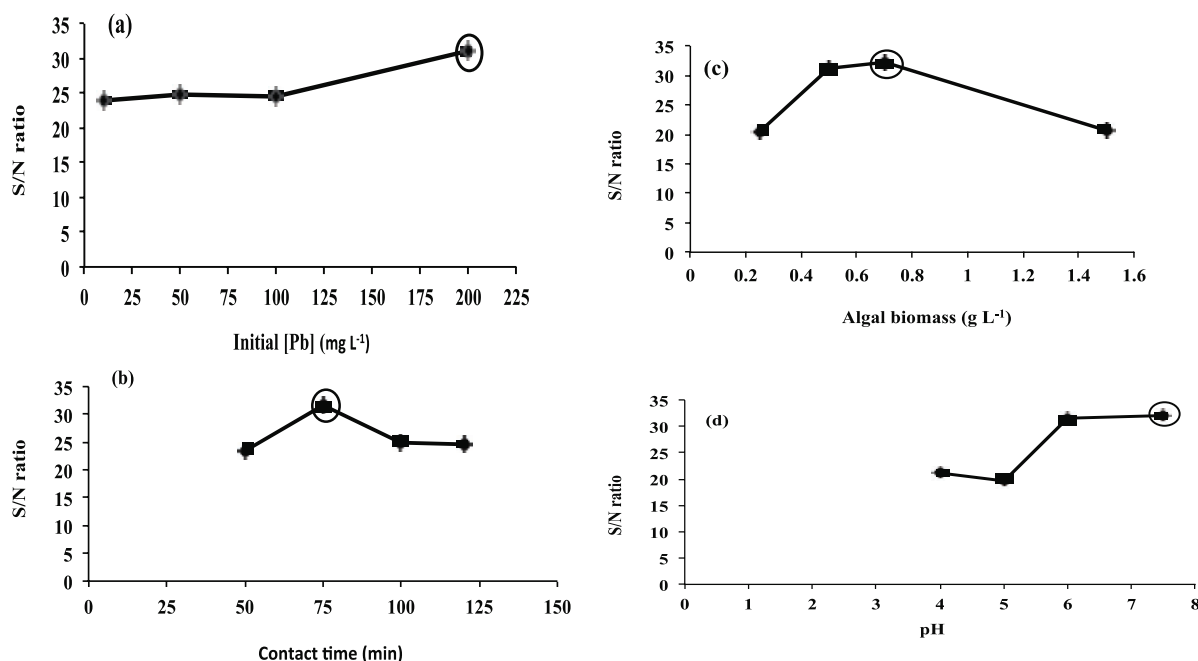 (a)
S/N ratio
35
30
25
20
15
10
5
0
0 25 50 75 100 125 150 175 200 225
Initial [Pb] (mg L⁻¹)
(b)
S/N ratio
35
30
25
20
15
10
5
0
0 25 50 75 100 125 150
Contact time (min)
(c)
S/N ratio
35
30
25
20
15
10
5
0
0 0.2 0.4 0.6 0.8 1 1.2 1.4 1.6
Algal biomass (g L⁻¹)
(d)
S/N ratio
35
30
25
20
15
10
5
0
0 1 2 3 4 5 6 7 8
pH